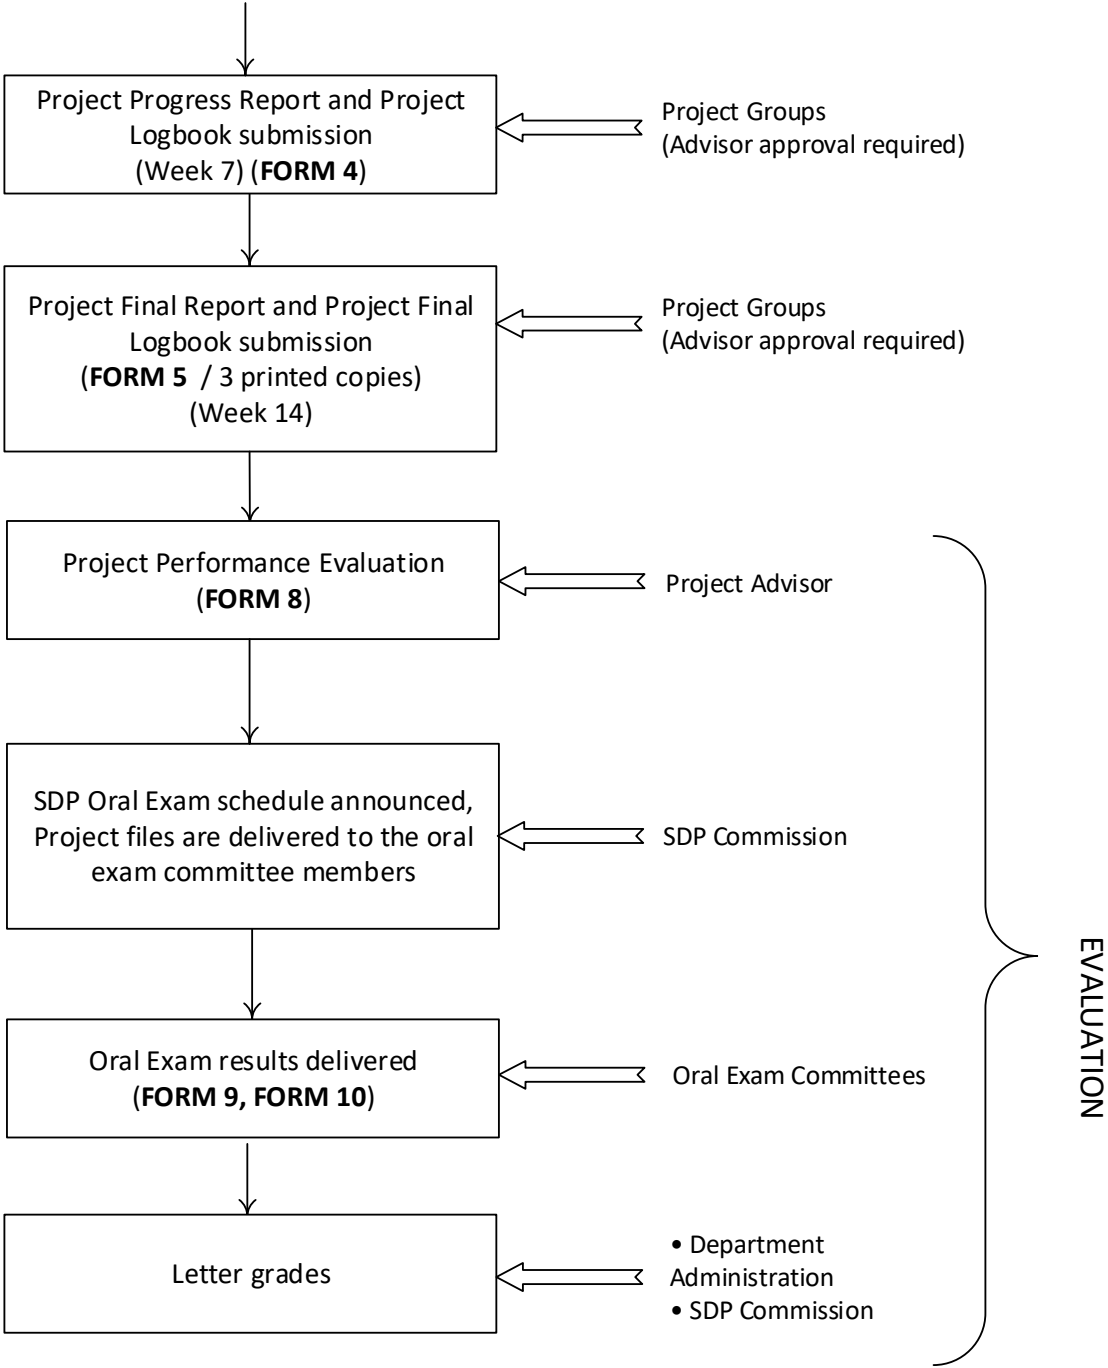 Project Progress Report and Project
Logbook submission
(Week 7) (FORM 4)
Project Groups
(Advisor approval required)
Project Final Report and Project Final
Logbook submission
(FORM 5  / 3 printed copies)
(Week 14)
Project Groups
(Advisor approval required)
Project Performance Evaluation
(FORM 8)
Project Advisor
SDP Oral Exam schedule announced,
Project files are delivered to the oral
exam committee members
SDP Commission
Oral Exam results delivered
(FORM 9, FORM 10)
Oral Exam Committees
Letter grades
• Department
Administration
• SDP Commission
EVALUATION